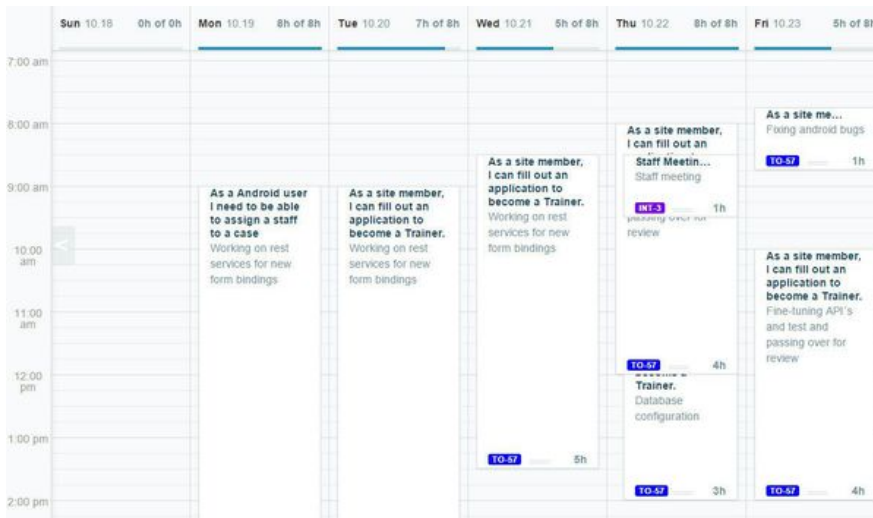 Sun 10.18 0h of 0h
Mon 10.19 8h of 8h
Tue 10.20 7h of 8h
Wed 10.21 5h of 8h
Thu 10.22 8h of 8h
Fri 10.23 5h of 8h
7:00 am
8:00 am
9:00 am
10:00
am
11:00
am
12:00
pm
1:00 pm
2:00 pm
As a Android user
I need to be able
to assign a staff
to a case
Working on rest
services for new
form bindings
As a site member,
I can fill out an
application to
become a Trainer.
Working on rest
services for new
form bindings
As a site member,
I can fill out an
application to
become a Trainer.
Working on rest
services for new
form bindings
TO-57 5h
As a site member,
I can fill out an
Staff Meetin...
Staff meeting
INT-3 1h
passing over for
review
TO-57 4h
become a
Trainer.
Database
configuration
TO-57 3h
As a site me...
Fixing android bugs
TO-57 1h
As a site member,
I can fill out an
application to
become a Trainer.
Fine-tuning API's
and test and
passing over for
review
TO-57 4h